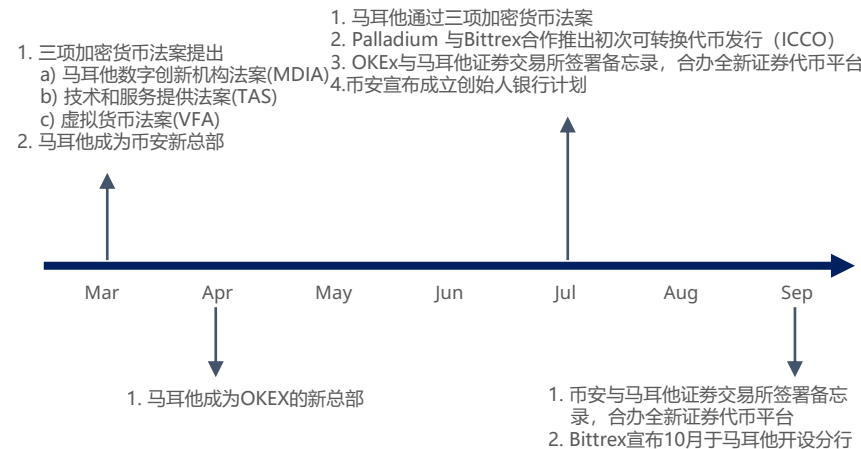 1. 三项加密货币法案提出
a) 马耳他数字创新机构法案(MDIA)
b) 技术和服务提供法案(TAS)
c) 虚拟货币法案(VFA)
2. 马耳他成为币安新总部
1. 马耳他通过三项加密货币法案
2. Palladium 与Bittrex合作推出初次可转换代币发行（ICCO）
3. OKEx与马耳他证券交易所签署备忘录，合办全新证券代币平台
4.币安宣布成立创始人银行计划
Mar Apr May Jun Jul Aug Sep
1. 马耳他成为OKEX的新总部
1. 币安与马耳他证券交易所签署备忘
录，合办全新证券代币平台
2. Bittrex宣布10月于马耳他开设分行